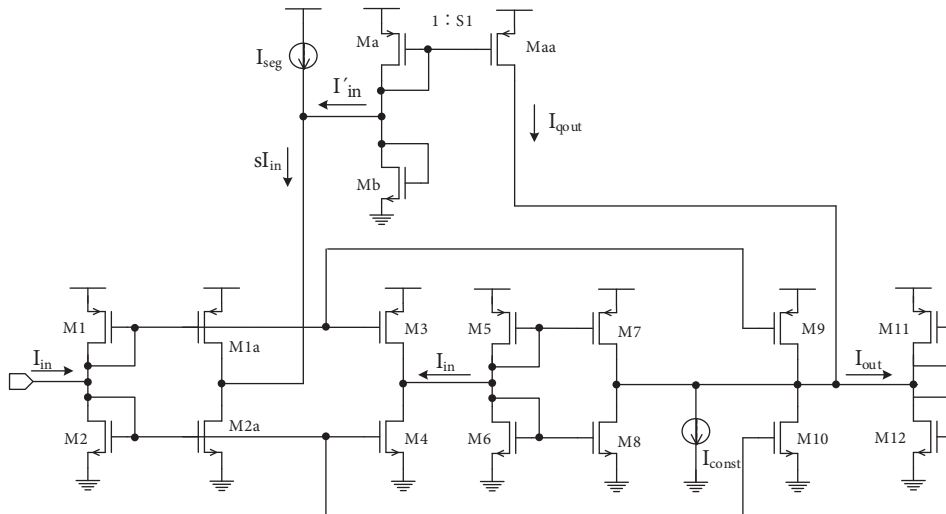 1 : S1
Ma
Maa
I_seg
I´_in
I_qout
sI_in
Mb
M1
M1a
M3
M5
M7
M9
M11
I_in
I_in
I_out
M2
M2a
M4
M6
M8
I_const
M10
M12